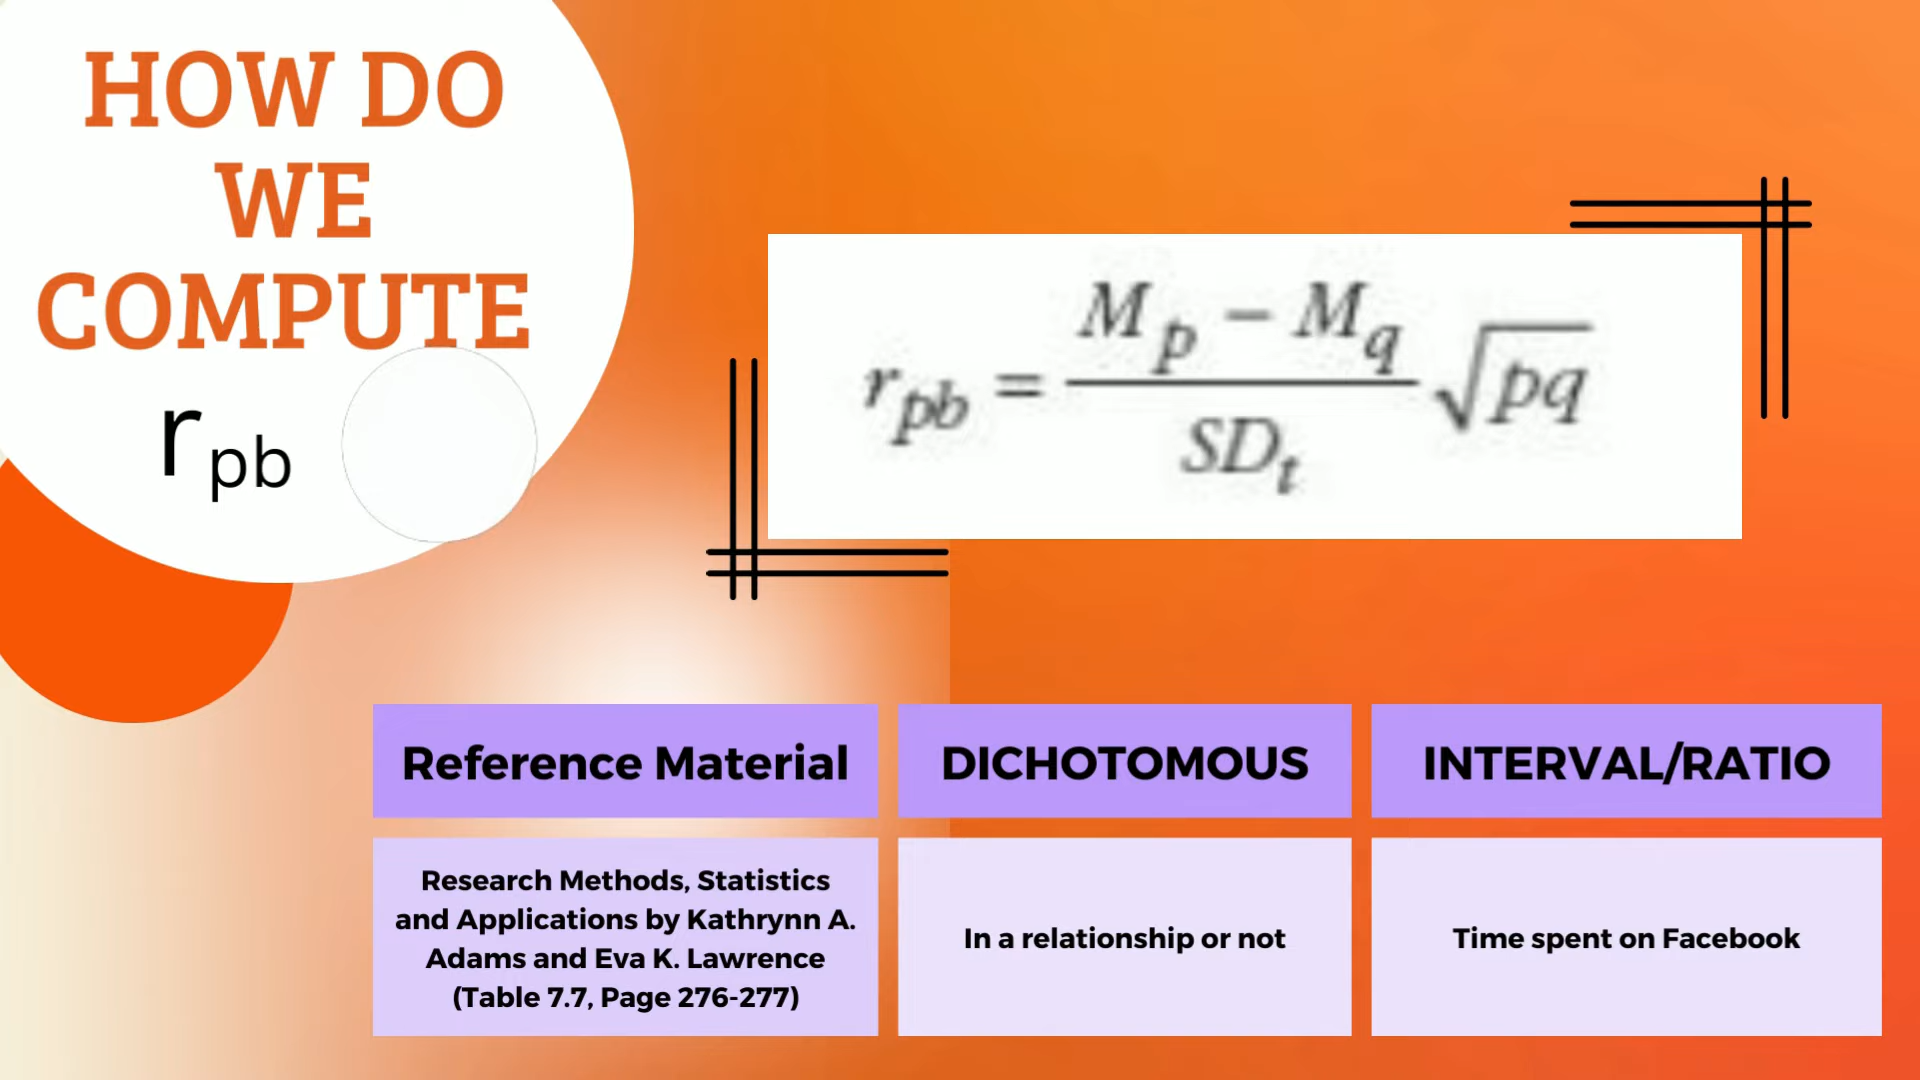 HOW DO
WE
COMPUTE
r pb
r_pb = (M_p − M_q) / SD_t √pq
Reference Material
DICHOTOMOUS
INTERVAL/RATIO
Research Methods, Statistics
and Applications by Kathrynn A.
Adams and Eva K. Lawrence
(Table 7.7, Page 276-277)
In a relationship or not
Time spent on Facebook